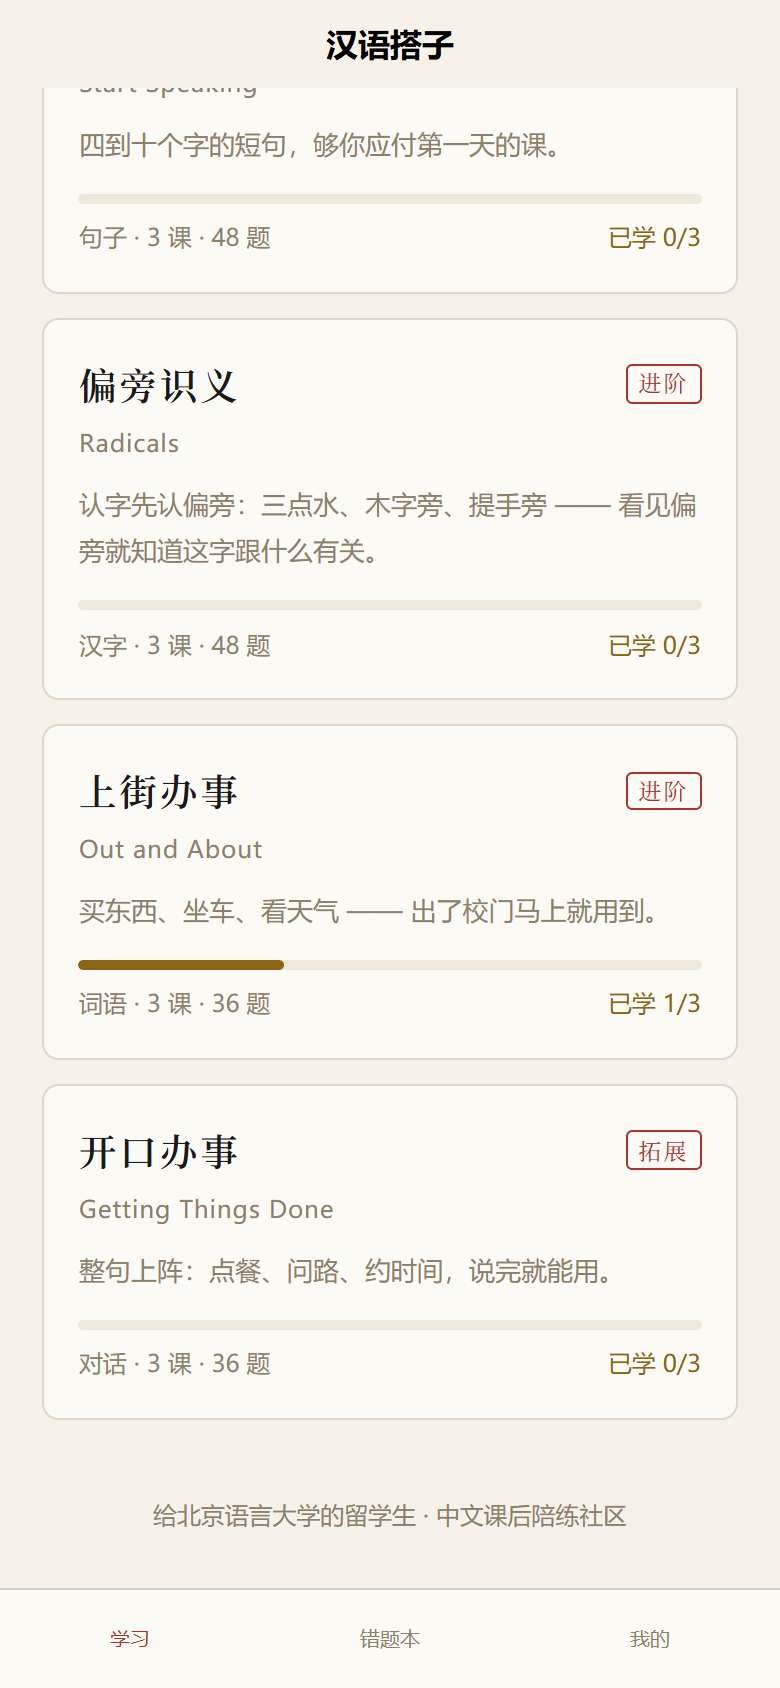 汉语搭子
Start Speaking
四到十个字的短句，够你应付第一天的课。
句子 · 3 课 · 48 题
已学 0/3
偏旁识义
进阶
Radicals
认字先认偏旁：三点水、木字旁、提手旁 —— 看见偏
旁就知道这字跟什么有关。
汉字 · 3 课 · 48 题
已学 0/3
上街办事
进阶
Out and About
买东西、坐车、看天气 —— 出了校门马上就用到。
词语 · 3 课 · 36 题
已学 1/3
开口办事
拓展
Getting Things Done
整句上阵：点餐、问路、约时间，说完就能用。
对话 · 3 课 · 36 题
已学 0/3
给北京语言大学的留学生 · 中文课后陪练社区
学习
错题本
我的